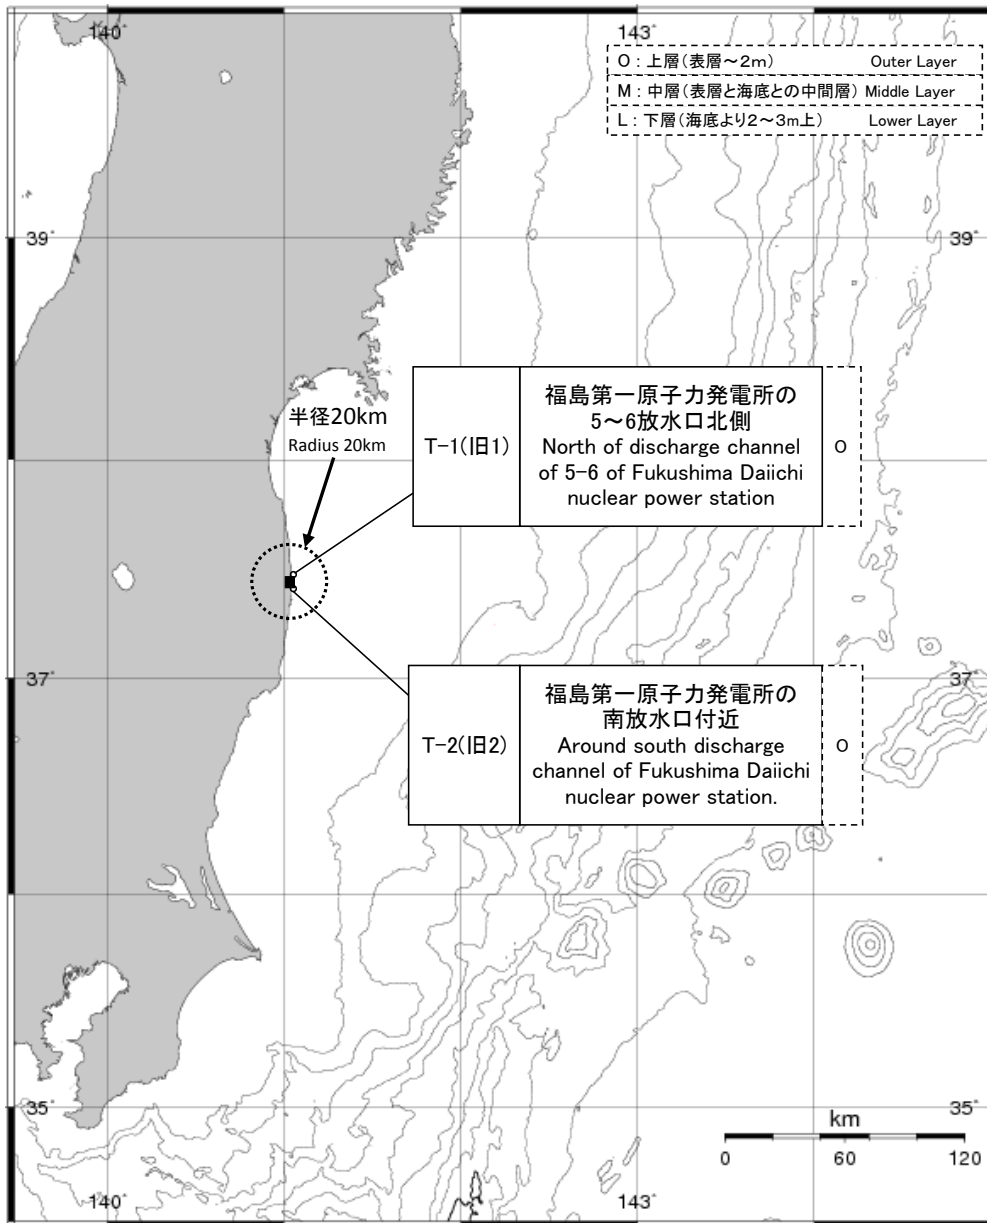 140°
143°
O : 上層(表層～2m) Outer Layer
M : 中層(表層と海底との中間層) Middle Layer
L : 下層(海底より2～3m上) Lower Layer
39°
39°
半径20km
Radius 20km
T-1(旧1)
福島第一原子力発電所の
5～6放水口北側
North of discharge channel
of 5-6 of Fukushima Daiichi
nuclear power station
O
37°
37°
T-2(旧2)
福島第一原子力発電所の
南放水口付近
Around south discharge
channel of Fukushima Daiichi
nuclear power station.
O
35°
35°
km
0 60 120
140°
143°